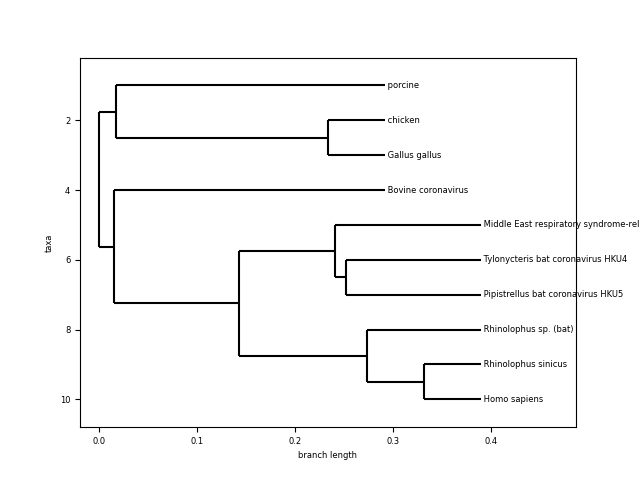 porcine
chicken
Gallus gallus
Bovine coronavirus
Middle East respiratory syndrome-rel
Tylonycteris bat coronavirus HKU4
Pipistrellus bat coronavirus HKU5
Rhinolophus sp. (bat)
Rhinolophus sinicus
Homo sapiens
taxa
2
4
6
8
10
0.0 0.1 0.2 0.3 0.4
branch length